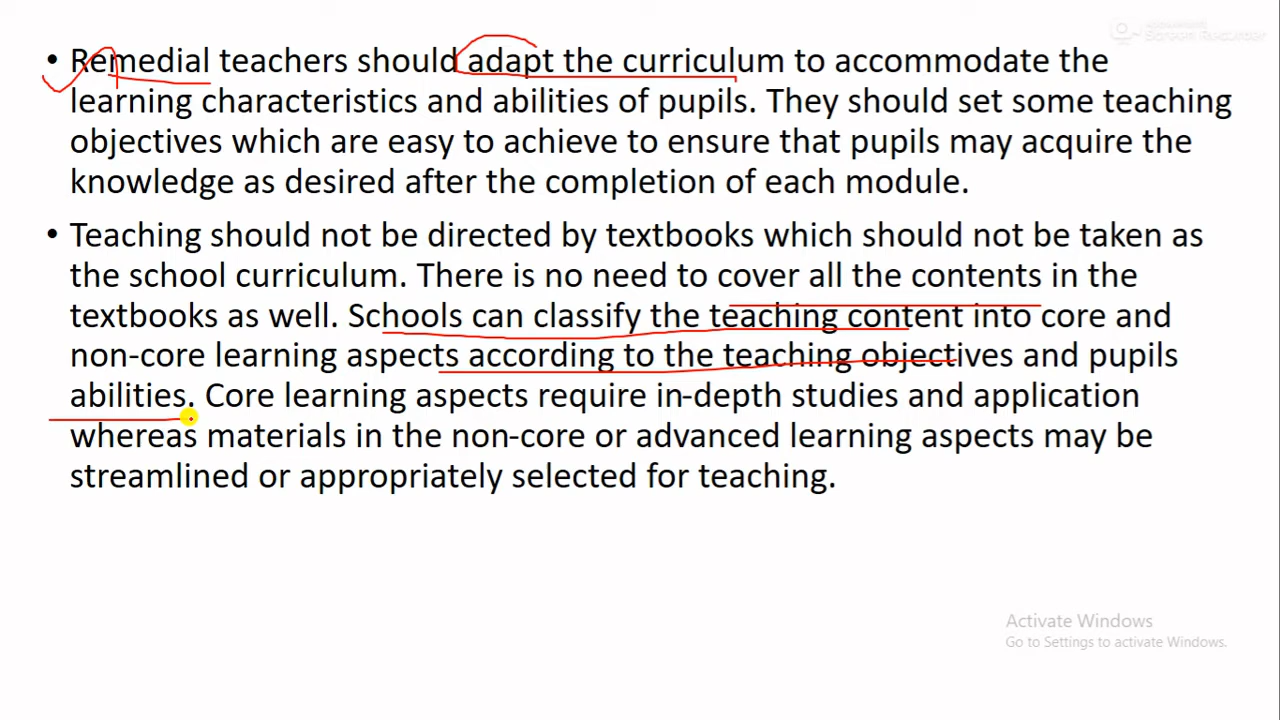 • Remedial teachers should adapt the curriculum to accommodate the
learning characteristics and abilities of pupils. They should set some teaching
objectives which are easy to achieve to ensure that pupils may acquire the
knowledge as desired after the completion of each module.
• Teaching should not be directed by textbooks which should not be taken as
the school curriculum. There is no need to cover all the contents in the
textbooks as well. Schools can classify the teaching content into core and
non-core learning aspects according to the teaching objectives and pupils
abilities. Core learning aspects require in-depth studies and application
whereas materials in the non-core or advanced learning aspects may be
streamlined or appropriately selected for teaching.
Screen Recorder
Activate Windows
Go to Settings to activate Windows.